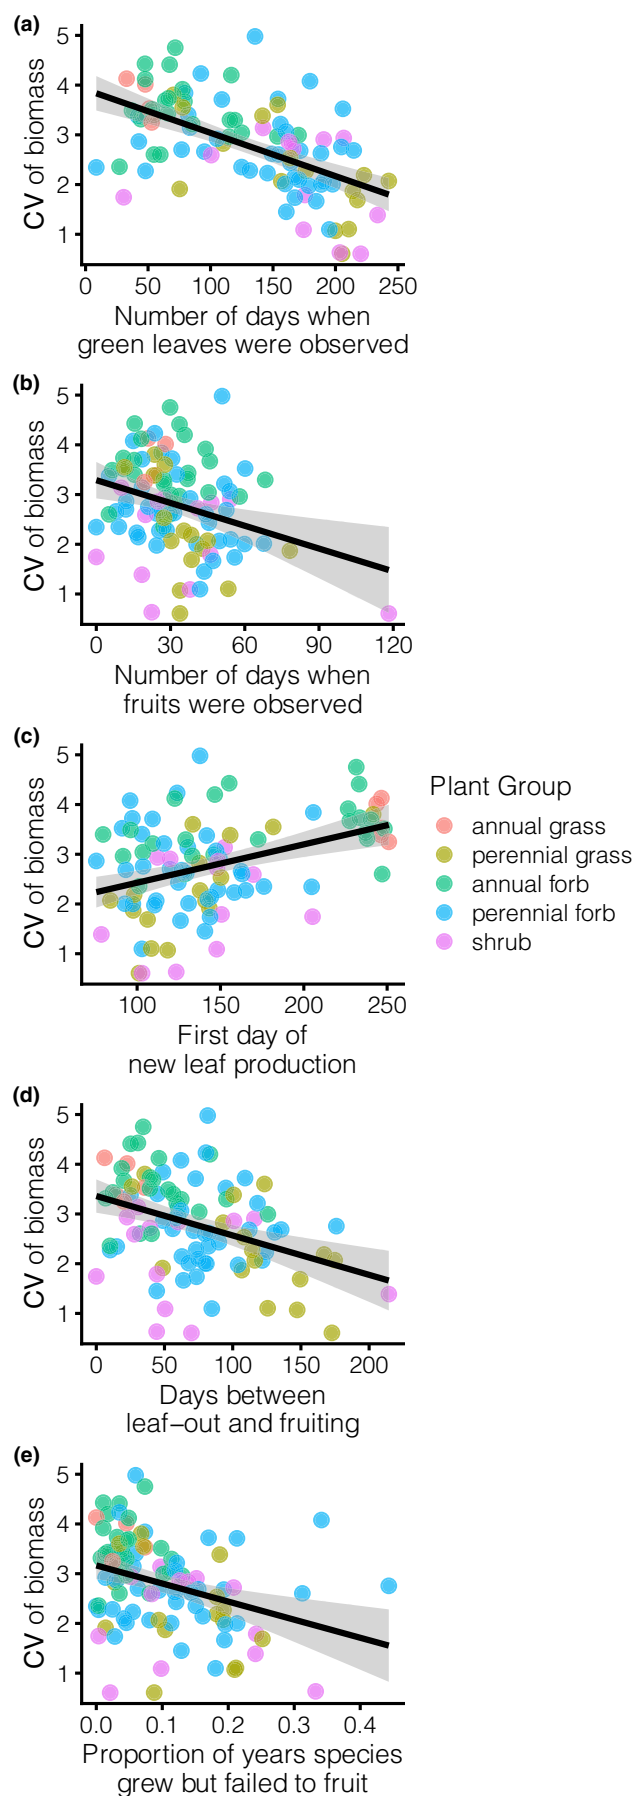 (a)
5
4
3
2
1
CV of biomass
0 50 100 150 200 250
Number of days when
green leaves were observed
(b)
5
4
3
2
1
CV of biomass
0 30 60 90 120
Number of days when
fruits were observed
(c)
5
4
3
2
1
CV of biomass
100 150 200 250
First day of
new leaf production
Plant Group
annual grass
perennial grass
annual forb
perennial forb
shrub
(d)
5
4
3
2
1
CV of biomass
0 50 100 150 200
Days between
leaf–out and fruiting
(e)
5
4
3
2
1
CV of biomass
0.0 0.1 0.2 0.3 0.4
Proportion of years species
grew but failed to fruit